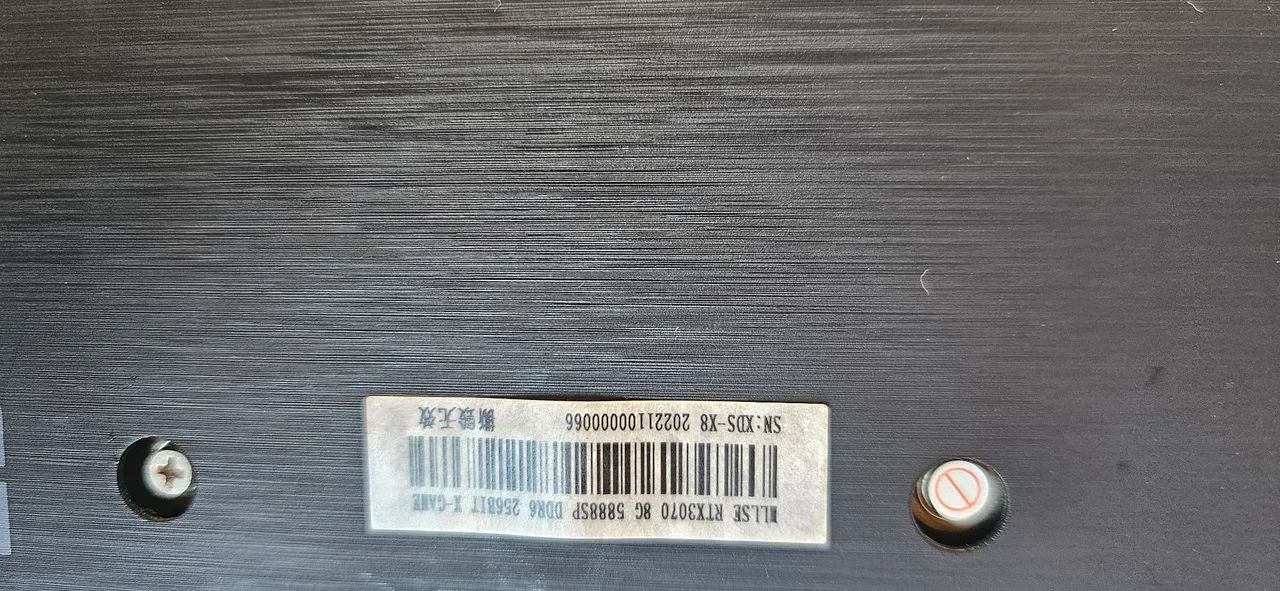 MLLSE RTX3070 8G 5888SP DDR6 256BIT X-GAME
SN:XDS-X8 20221100000066 撕毁无效